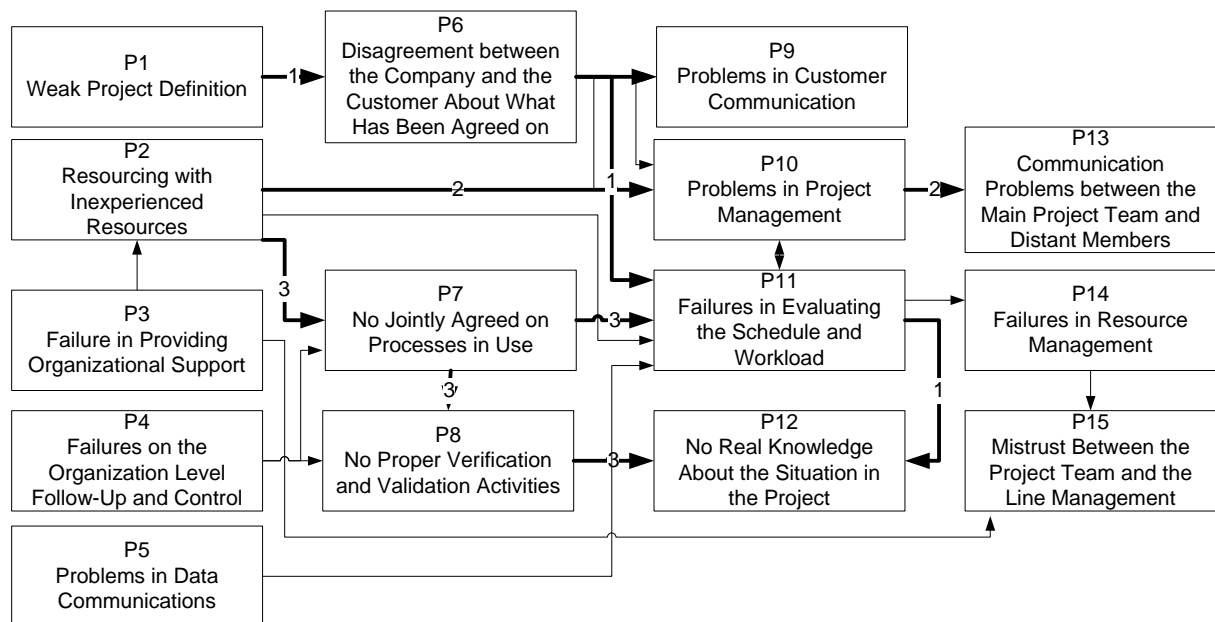 P1
Weak Project Definition
1
P6
Disagreement between
the Company and the
Customer About What
Has Been Agreed on
P9
Problems in Customer
Communication
P2
Resourcing with
Inexperienced
Resources
2
1
P10
Problems in Project
Management
2
P13
Communication
Problems between the
Main Project Team and
Distant Members
3
P3
Failure in Providing
Organizational Support
P7
No Jointly Agreed on
Processes in Use
3
P11
Failures in Evaluating
the Schedule and
Workload
P14
Failures in Resource
Management
3
1
P4
Failures on the
Organization Level
Follow-Up and Control
P8
No Proper Verification
and Validation Activities
3
P12
No Real Knowledge
About the Situation in
the Project
P15
Mistrust Between the
Project Team and the
Line Management
P5
Problems in Data
Communications